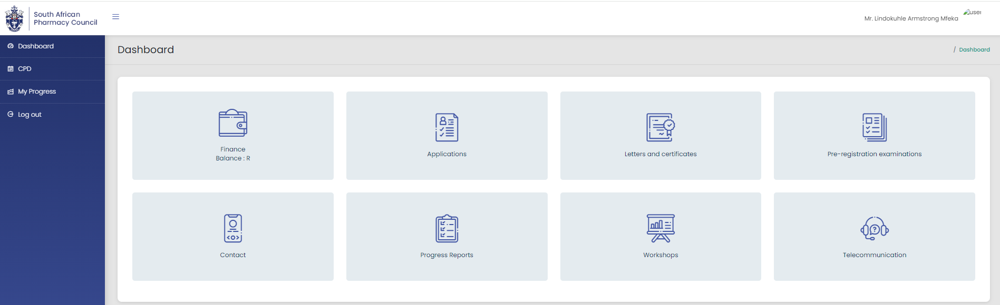 South African
Pharmacy Council
Mr. Lindokuhle Armstrong Mfeka
user
Dashboard
CPD
My Progress
Log out
Dashboard
/ Dashboard
Finance
Balance : R
Applications
Letters and certificates
Pre-registration examinations
Contact
Progress Reports
Workshops
Telecommunication